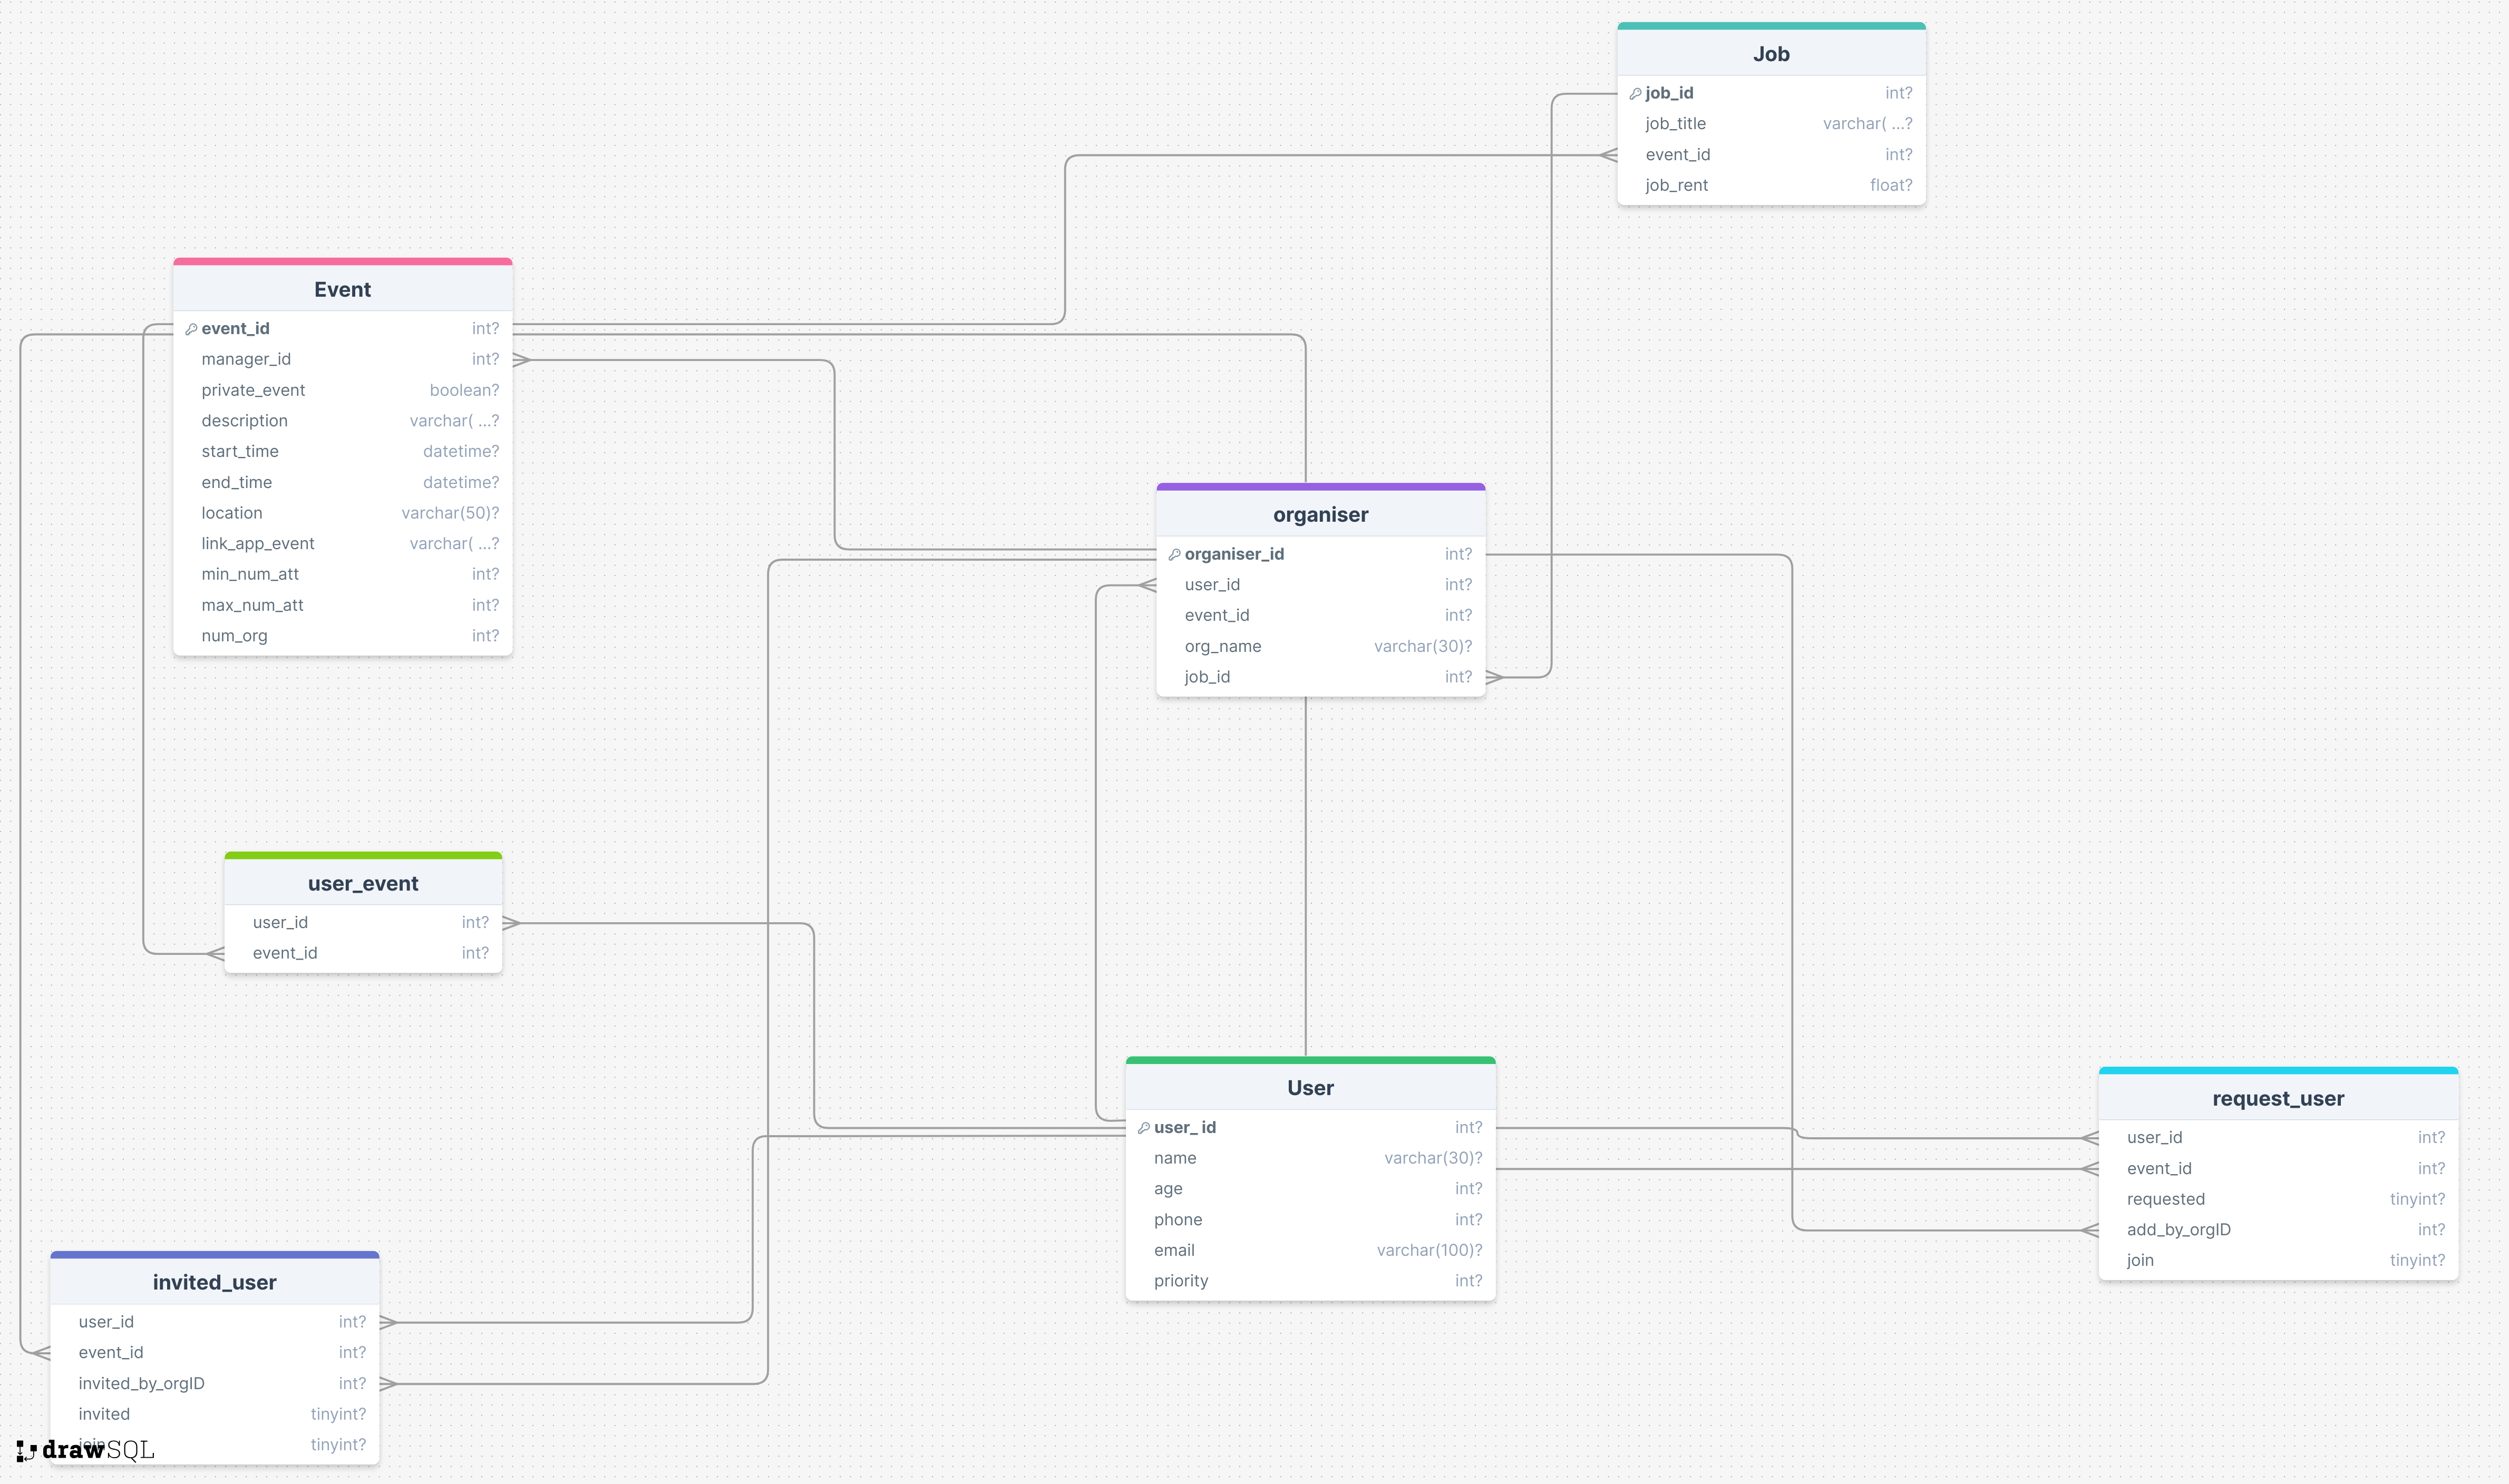 Job
job_id int?
job_title varchar( ...?
event_id int?
job_rent float?
Event
event_id int?
manager_id int?
private_event boolean?
description varchar( ...?
start_time datetime?
end_time datetime?
location varchar(50)?
link_app_event varchar( ...?
min_num_att int?
max_num_att int?
num_org int?
organiser
organiser_id int?
user_id int?
event_id int?
org_name varchar(30)?
job_id int?
user_event
user_id int?
event_id int?
User
user_ id int?
name varchar(30)?
age int?
phone int?
email varchar(100)?
priority int?
request_user
user_id int?
event_id int?
requested tinyint?
add_by_orgID int?
join tinyint?
invited_user
user_id int?
event_id int?
invited_by_orgID int?
invited tinyint?
join tinyint?
drawSQL